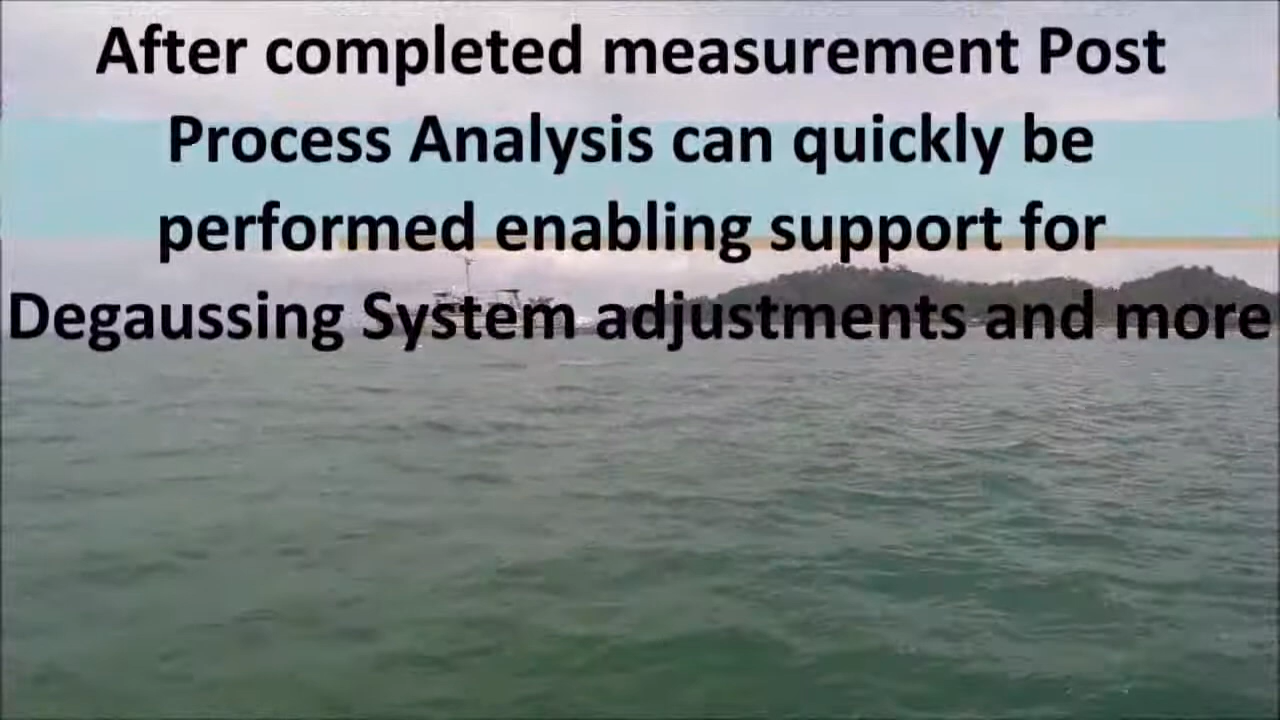 After completed measurement Post
Process Analysis can quickly be
performed enabling support for
Degaussing System adjustments and more